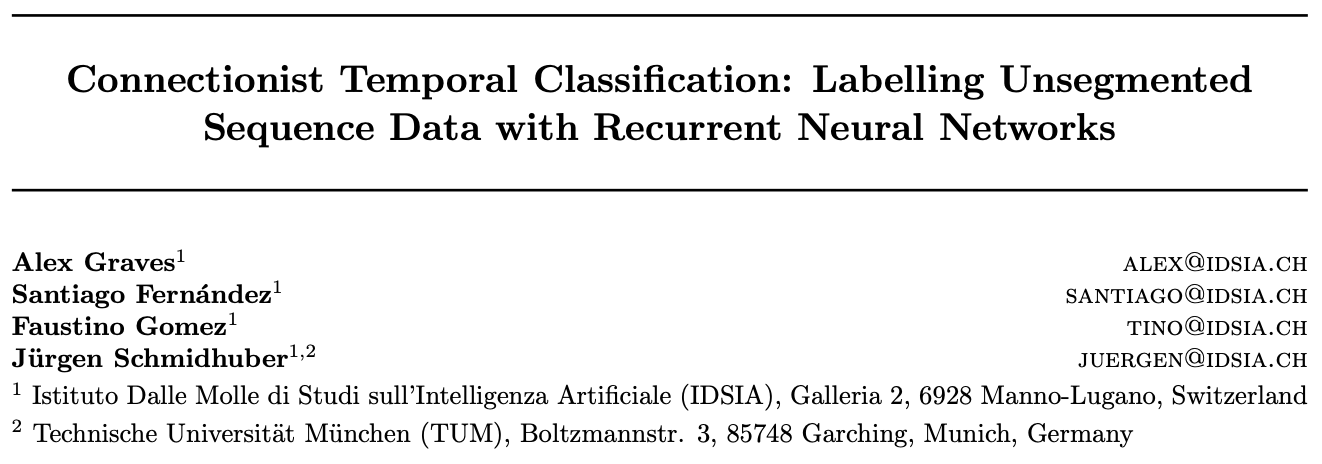 Connectionist Temporal Classification: Labelling Unsegmented
Sequence Data with Recurrent Neural Networks
Alex Graves¹ ALEX@IDSIA.CH
Santiago Fernández¹ SANTIAGO@IDSIA.CH
Faustino Gomez¹ TINO@IDSIA.CH
Jürgen Schmidhuber¹,² JUERGEN@IDSIA.CH
¹ Istituto Dalle Molle di Studi sull'Intelligenza Artificiale (IDSIA), Galleria 2, 6928 Manno-Lugano, Switzerland
² Technische Universität München (TUM), Boltzmannstr. 3, 85748 Garching, Munich, Germany